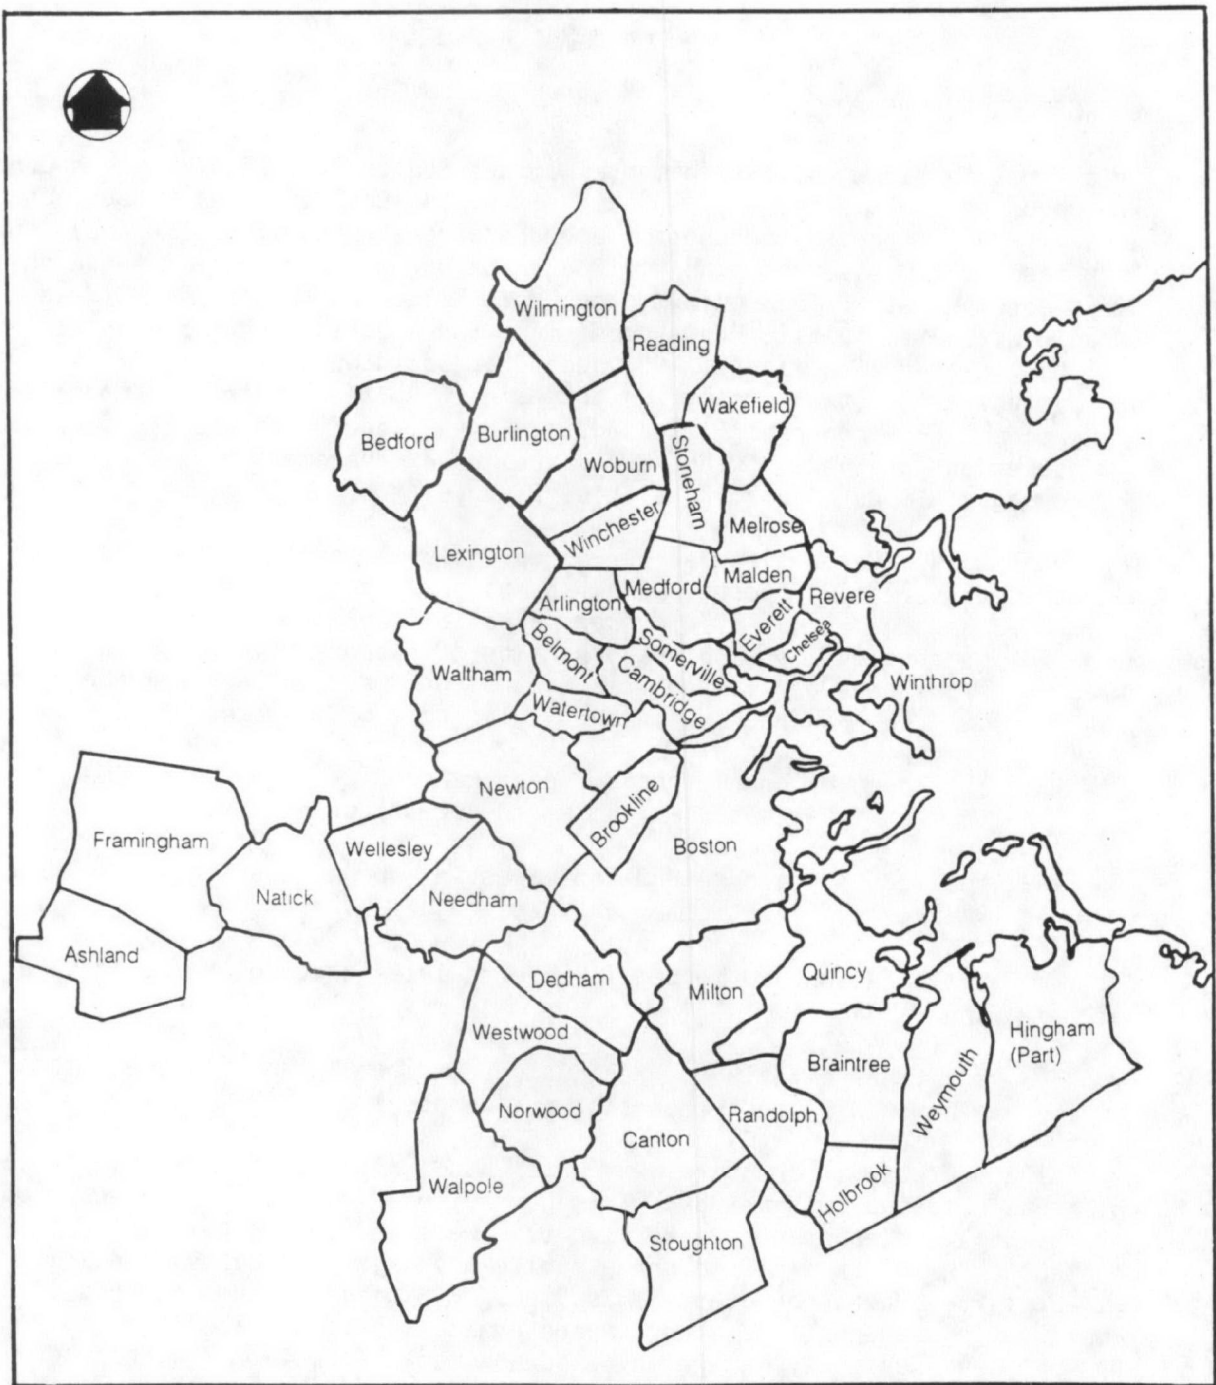 Wilmington
Reading
Wakefield
Bedford
Burlington
Woburn
Stoneham
Winchester
Melrose
Lexington
Malden
Medford
Arlington
Revere
Everett
Chelsea
Somerville
Belmont
Waltham
Cambridge
Winthrop
Watertown
Newton
Brookline
Framingham
Wellesley
Boston
Natick
Needham
Ashland
Dedham
Milton
Quincy
Westwood
Hingham
(Part)
Braintree
Weymouth
Norwood
Randolph
Canton
Walpole
Holbrook
Stoughton